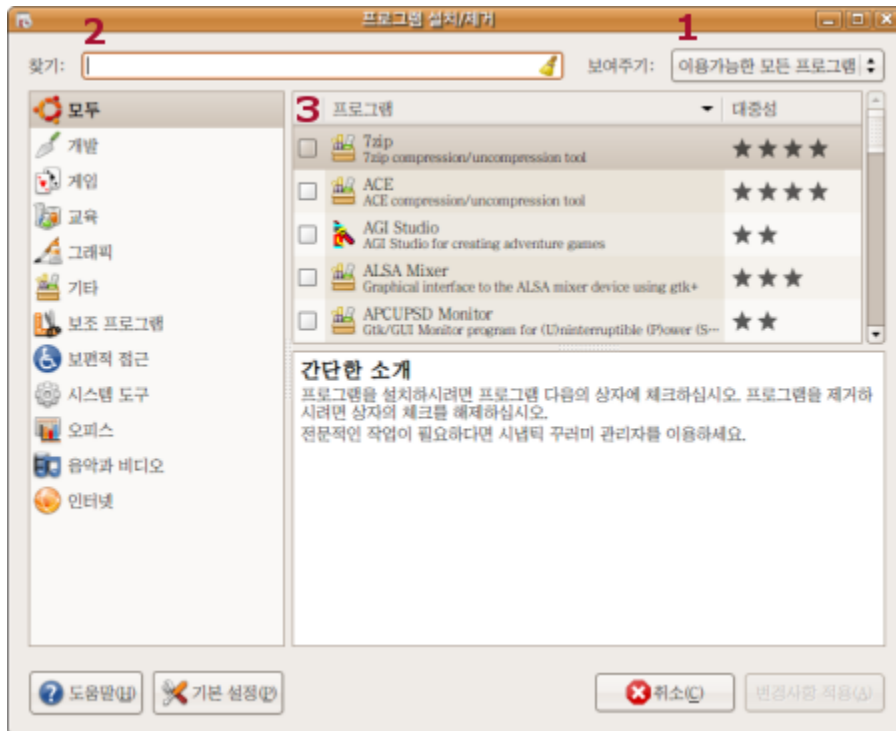 프로그램 설치/제거
2
1
찾기:
보여주기: 이용가능한 모든 프로그램
모두
개발
게임
교육
그래픽
기타
보조 프로그램
보편적 접근
시스템 도구
오피스
음악과 비디오
인터넷
3 프로그램 대중성
7zip
7zip compression/uncompression tool
ACE
ACE compression/uncompression tool
AGI Studio
AGI Studio for creating adventure games
ALSA Mixer
Graphical interface to the ALSA mixer device using gtk+
APCUPSD Monitor
Gtk/GUI Monitor program for (U)ninterruptible (P)ower (S…
간단한 소개
프로그램을 설치하시려면 프로그램 다음의 상자에 체크하십시오. 프로그램을 제거하
시려면 상자의 체크를 해제하십시오.
전문적인 작업이 필요하다면 시냅틱 꾸러미 관리자를 이용하세요.
도움말(H)
기본 설정(P)
취소(C)
변경사항 적용(A)